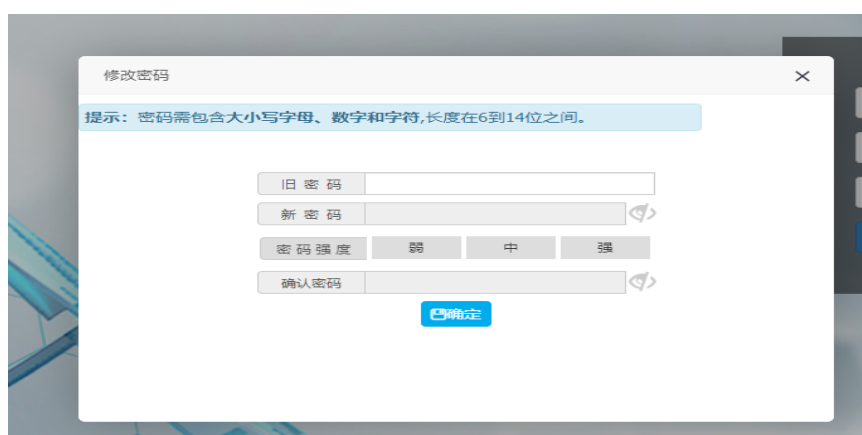 修改密码
提示：密码需包含大小写字母、数字和字符,长度在6到14位之间。
旧 密 码
新 密 码
密码强度 弱 中 强
确认密码
确定